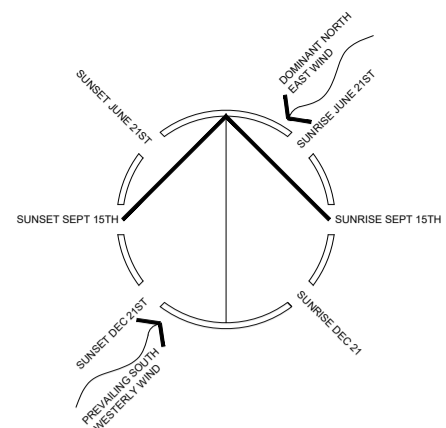 DOMINANT NORTH
EAST WIND
SUNSET JUNE 21ST
SUNRISE JUNE 21ST
SUNSET SEPT 15TH
SUNRISE SEPT 15TH
SUNSET DEC 21ST
SUNRISE DEC 21
PREVAILING SOUTH
WESTERLY WIND